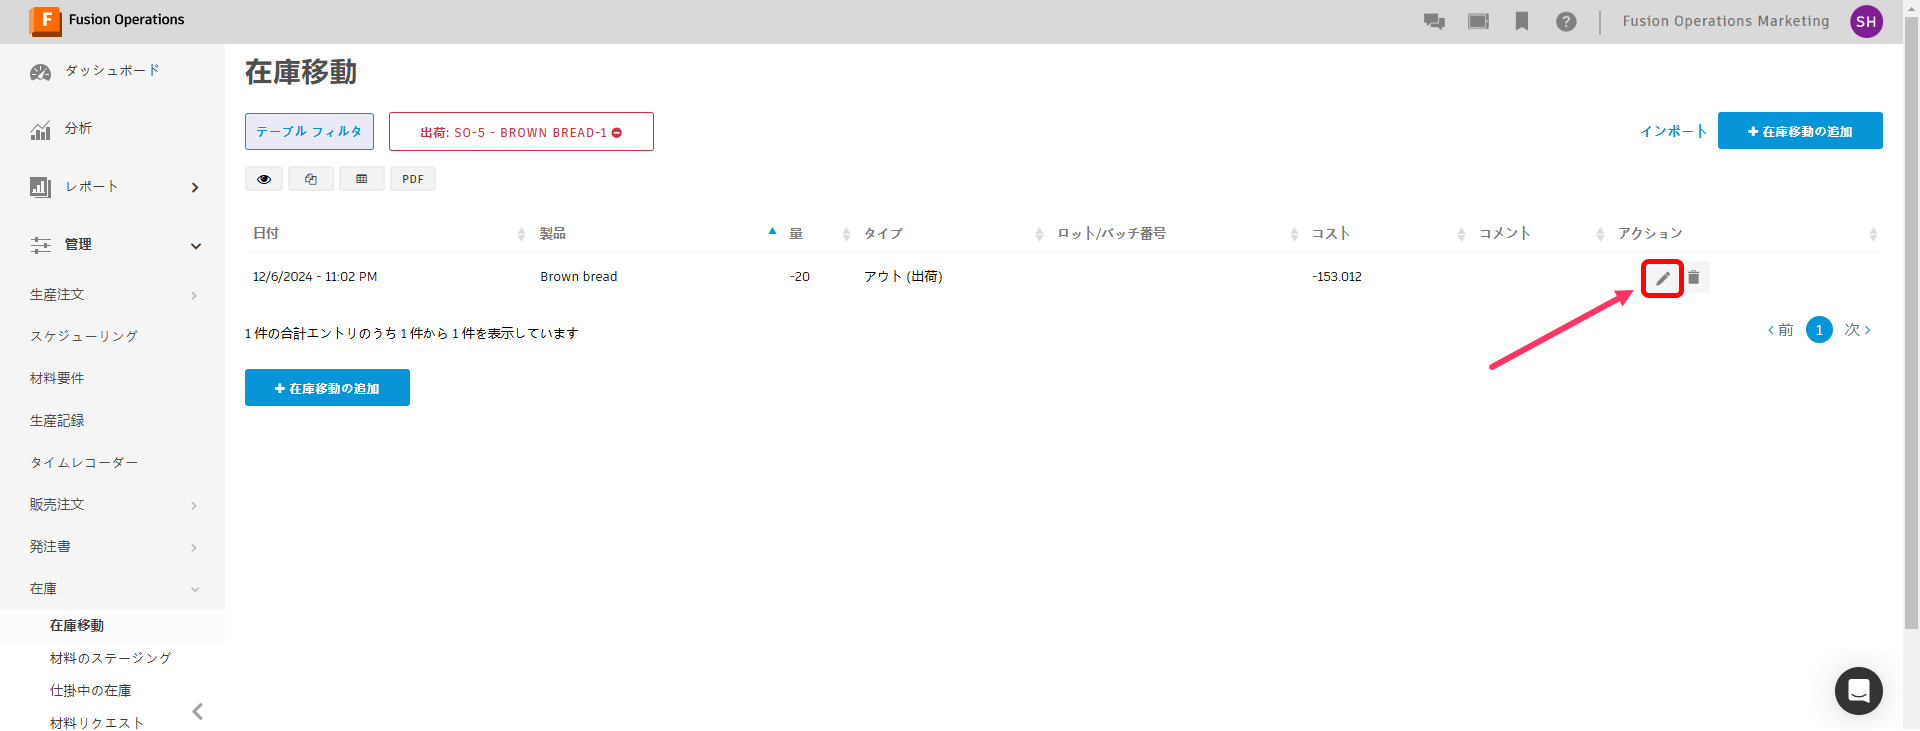 F Fusion Operations
Fusion Operations Marketing SH
ダッシュボード
分析
レポート
管理
生産注文
スケジューリング
材料要件
生産記録
タイムレコーダー
販売注文
発注書
在庫
在庫移動
材料のステージング
仕掛中の在庫
材料リクエスト
在庫移動
テーブル フィルタ
出荷: SO-5 - BROWN BREAD-1
インポート
+ 在庫移動の追加
PDF
日付 製品 量 タイプ ロット/バッチ番号 コスト コメント アクション
12/6/2024 - 11:02 PM Brown bread -20 アウト (出荷) -153.012
1 件の合計エントリのうち 1 件から 1 件を表示しています
‹ 前 1 次 ›
+ 在庫移動の追加